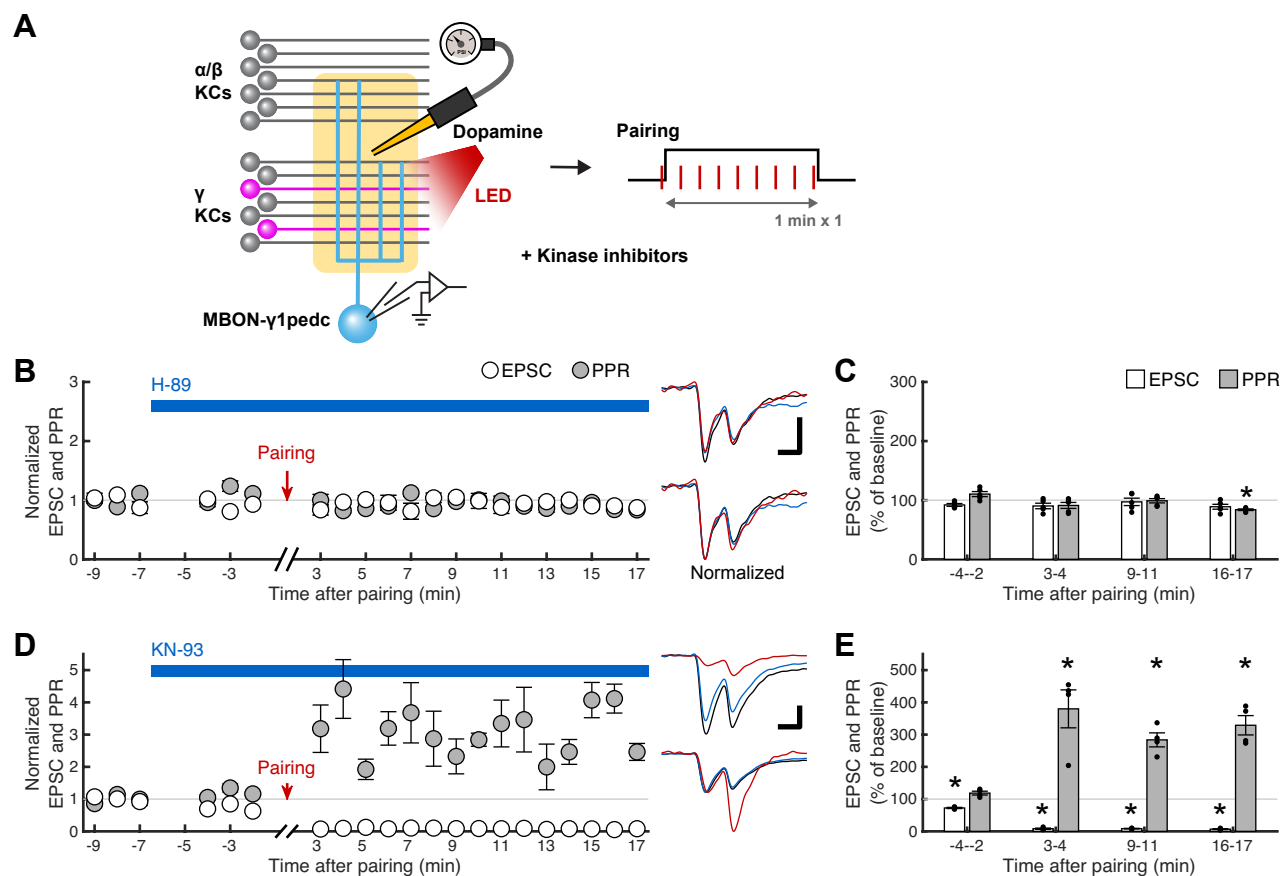 A
α/β
KCs
PSI
Dopamine
Pairing
γ
KCs
LED
1 min x 1
+ Kinase inhibitors
MBON-γ1pedc
B
H-89
EPSC PPR
Normalized
EPSC and PPR
3
2
1
0
Pairing
-9 -7 -5 -3 3 5 7 9 11 13 15 17
Time after pairing (min)
Normalized
C
EPSC PPR
EPSC and PPR
(% of baseline)
300
200
100
0
*
-4--2 3-4 9-11 16-17
Time after pairing (min)
D
KN-93
Normalized
EPSC and PPR
5
4
3
2
1
0
Pairing
-9 -7 -5 -3 3 5 7 9 11 13 15 17
Time after pairing (min)
E
EPSC and PPR
(% of baseline)
500
400
300
200
100
0
* * *
* * * *
-4--2 3-4 9-11 16-17
Time after pairing (min)